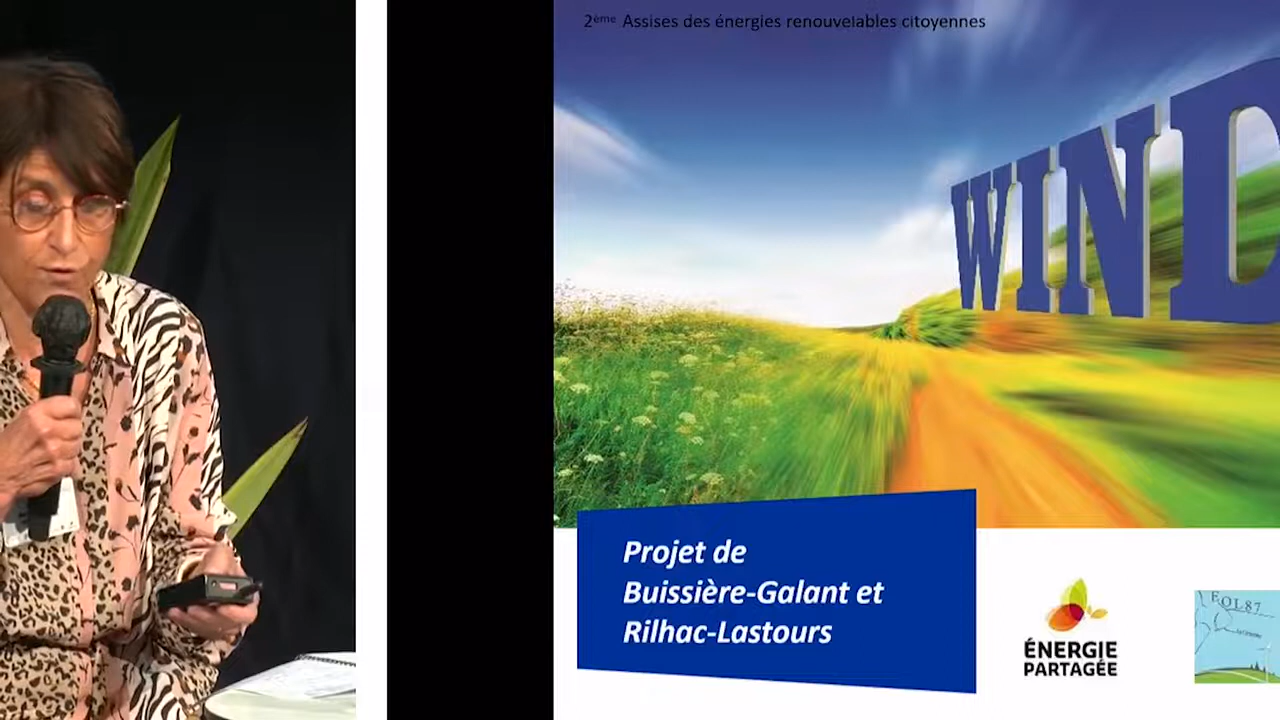 2ème Assises des énergies renouvelables citoyennes
WIND
Projet de
Buissière-Galant et
Rilhac-Lastours
ÉNERGIE
PARTAGÉE
EOL87